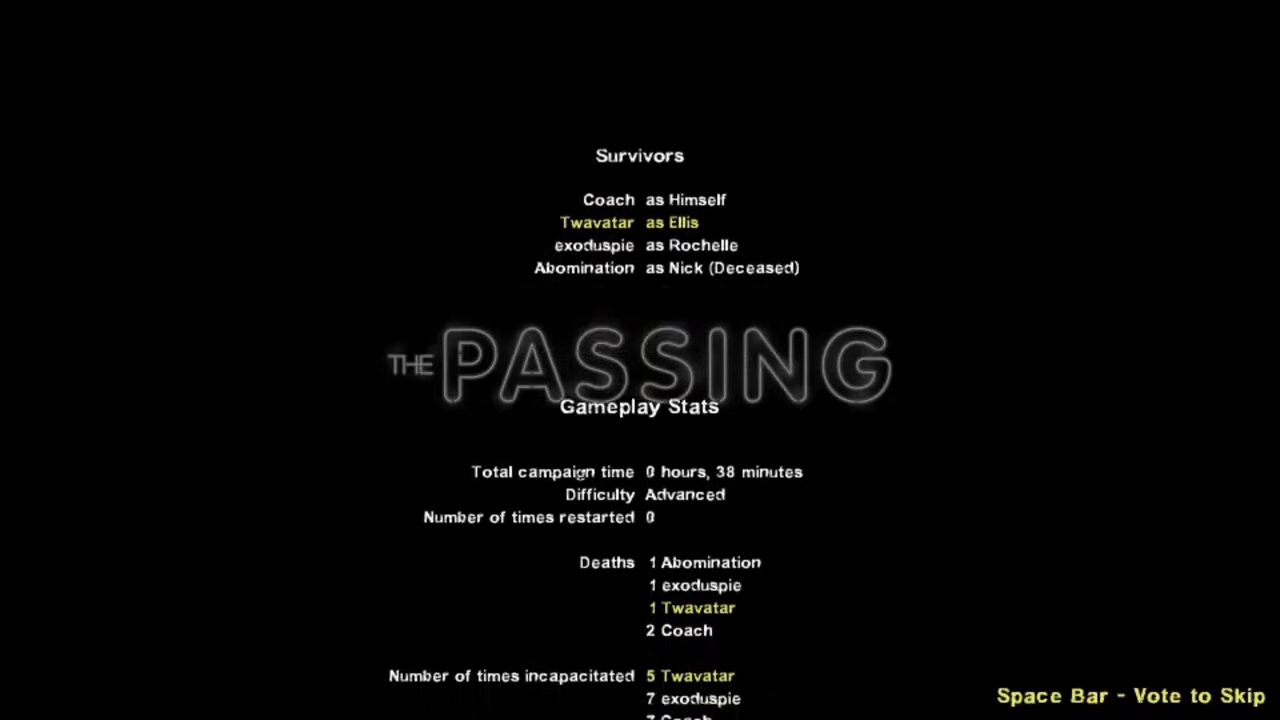 Survivors
Coach as Himself
Twavatar as Ellis
exoduspie as Rochelle
Abomination as Nick (Deceased)
THE PASSING
Gameplay Stats
Total campaign time 0 hours, 38 minutes
Difficulty Advanced
Number of times restarted 0
Deaths 1 Abomination
1 exoduspie
1 Twavatar
2 Coach
Number of times incapacitated 5 Twavatar
7 exoduspie
7 Coach
Space Bar - Vote to Skip